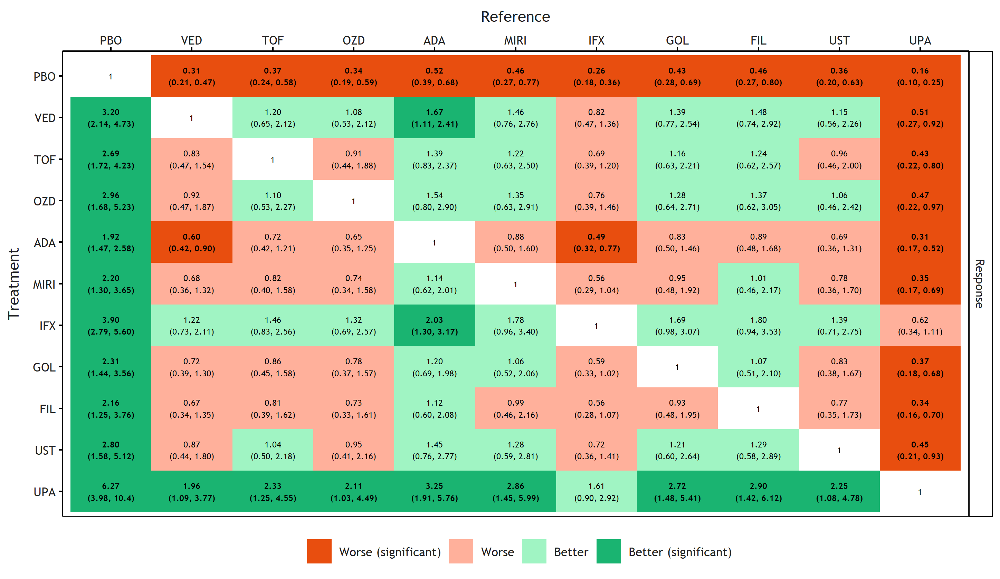 Reference
PBO VED TOF OZD ADA MIRI IFX GOL FIL UST UPA
PBO 1 0.31 0.37 0.34 0.52 0.46 0.26 0.43 0.46 0.36 0.16
(0.21, 0.47) (0.24, 0.58) (0.19, 0.59) (0.39, 0.68) (0.27, 0.77) (0.18, 0.36) (0.28, 0.69) (0.27, 0.80) (0.20, 0.63) (0.10, 0.25)
VED 3.20 1 1.20 1.08 1.67 1.46 0.82 1.39 1.48 1.15 0.51
(2.14, 4.73) (0.65, 2.12) (0.53, 2.12) (1.11, 2.41) (0.76, 2.76) (0.47, 1.36) (0.77, 2.54) (0.74, 2.92) (0.56, 2.26) (0.27, 0.92)
TOF 2.69 0.83 1 0.91 1.39 1.22 0.69 1.16 1.24 0.96 0.43
(1.72, 4.23) (0.47, 1.54) (0.44, 1.88) (0.83, 2.37) (0.63, 2.50) (0.39, 1.20) (0.63, 2.21) (0.62, 2.57) (0.46, 2.00) (0.22, 0.80)
OZD 2.96 0.92 1.10 1 1.54 1.35 0.76 1.28 1.37 1.06 0.47
(1.68, 5.23) (0.47, 1.87) (0.53, 2.27) (0.80, 2.90) (0.63, 2.91) (0.39, 1.46) (0.64, 2.71) (0.62, 3.05) (0.46, 2.42) (0.22, 0.97)
ADA 1.92 0.60 0.72 0.65 1 0.88 0.49 0.83 0.89 0.69 0.31
(1.47, 2.58) (0.42, 0.90) (0.42, 1.21) (0.35, 1.25) (0.50, 1.60) (0.32, 0.77) (0.50, 1.46) (0.48, 1.68) (0.36, 1.31) (0.17, 0.52)
MIRI 2.20 0.68 0.82 0.74 1.14 1 0.56 0.95 1.01 0.78 0.35
(1.30, 3.65) (0.36, 1.32) (0.40, 1.58) (0.34, 1.58) (0.62, 2.01) (0.29, 1.04) (0.48, 1.92) (0.46, 2.17) (0.36, 1.70) (0.17, 0.69)
IFX 3.90 1.22 1.46 1.32 2.03 1.78 1 1.69 1.80 1.39 0.62
(2.79, 5.60) (0.73, 2.11) (0.83, 2.56) (0.69, 2.57) (1.30, 3.17) (0.96, 3.40) (0.98, 3.07) (0.94, 3.53) (0.71, 2.75) (0.34, 1.11)
GOL 2.31 0.72 0.86 0.78 1.20 1.06 0.59 1 1.07 0.83 0.37
(1.44, 3.56) (0.39, 1.30) (0.45, 1.58) (0.37, 1.57) (0.69, 1.98) (0.52, 2.06) (0.33, 1.02) (0.51, 2.10) (0.38, 1.67) (0.18, 0.68)
FIL 2.16 0.67 0.81 0.73 1.12 0.99 0.56 0.93 1 0.77 0.34
(1.25, 3.76) (0.34, 1.35) (0.39, 1.62) (0.33, 1.61) (0.60, 2.08) (0.46, 2.16) (0.28, 1.07) (0.48, 1.95) (0.35, 1.73) (0.16, 0.70)
UST 2.80 0.87 1.04 0.95 1.45 1.28 0.72 1.21 1.29 1 0.45
(1.58, 5.12) (0.44, 1.80) (0.50, 2.18) (0.41, 2.16) (0.76, 2.77) (0.59, 2.81) (0.36, 1.41) (0.60, 2.64) (0.58, 2.89) (0.21, 0.93)
UPA 6.27 1.96 2.33 2.11 3.25 2.86 1.61 2.72 2.90 2.25 1
(3.98, 10.4) (1.09, 3.77) (1.25, 4.55) (1.03, 4.49) (1.91, 5.76) (1.45, 5.99) (0.90, 2.92) (1.48, 5.41) (1.42, 6.12) (1.08, 4.78)
Treatment
Response
Worse (significant) Worse Better Better (significant)